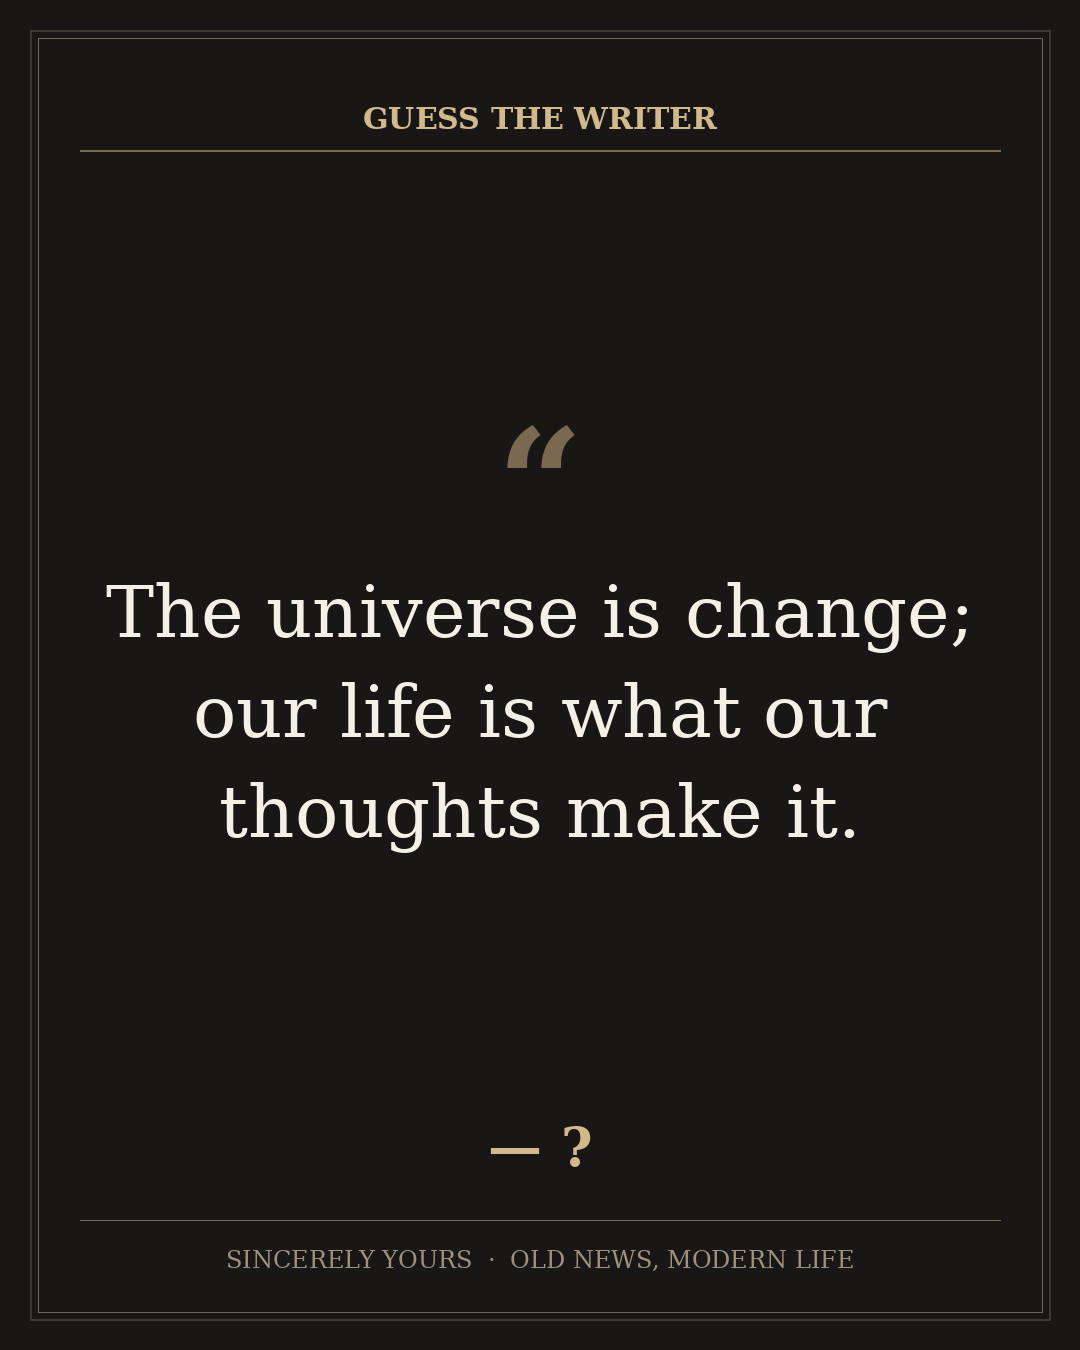 GUESS THE WRITER
“
The universe is change;
our life is what our
thoughts make it.
— ?
SINCERELY YOURS · OLD NEWS, MODERN LIFE